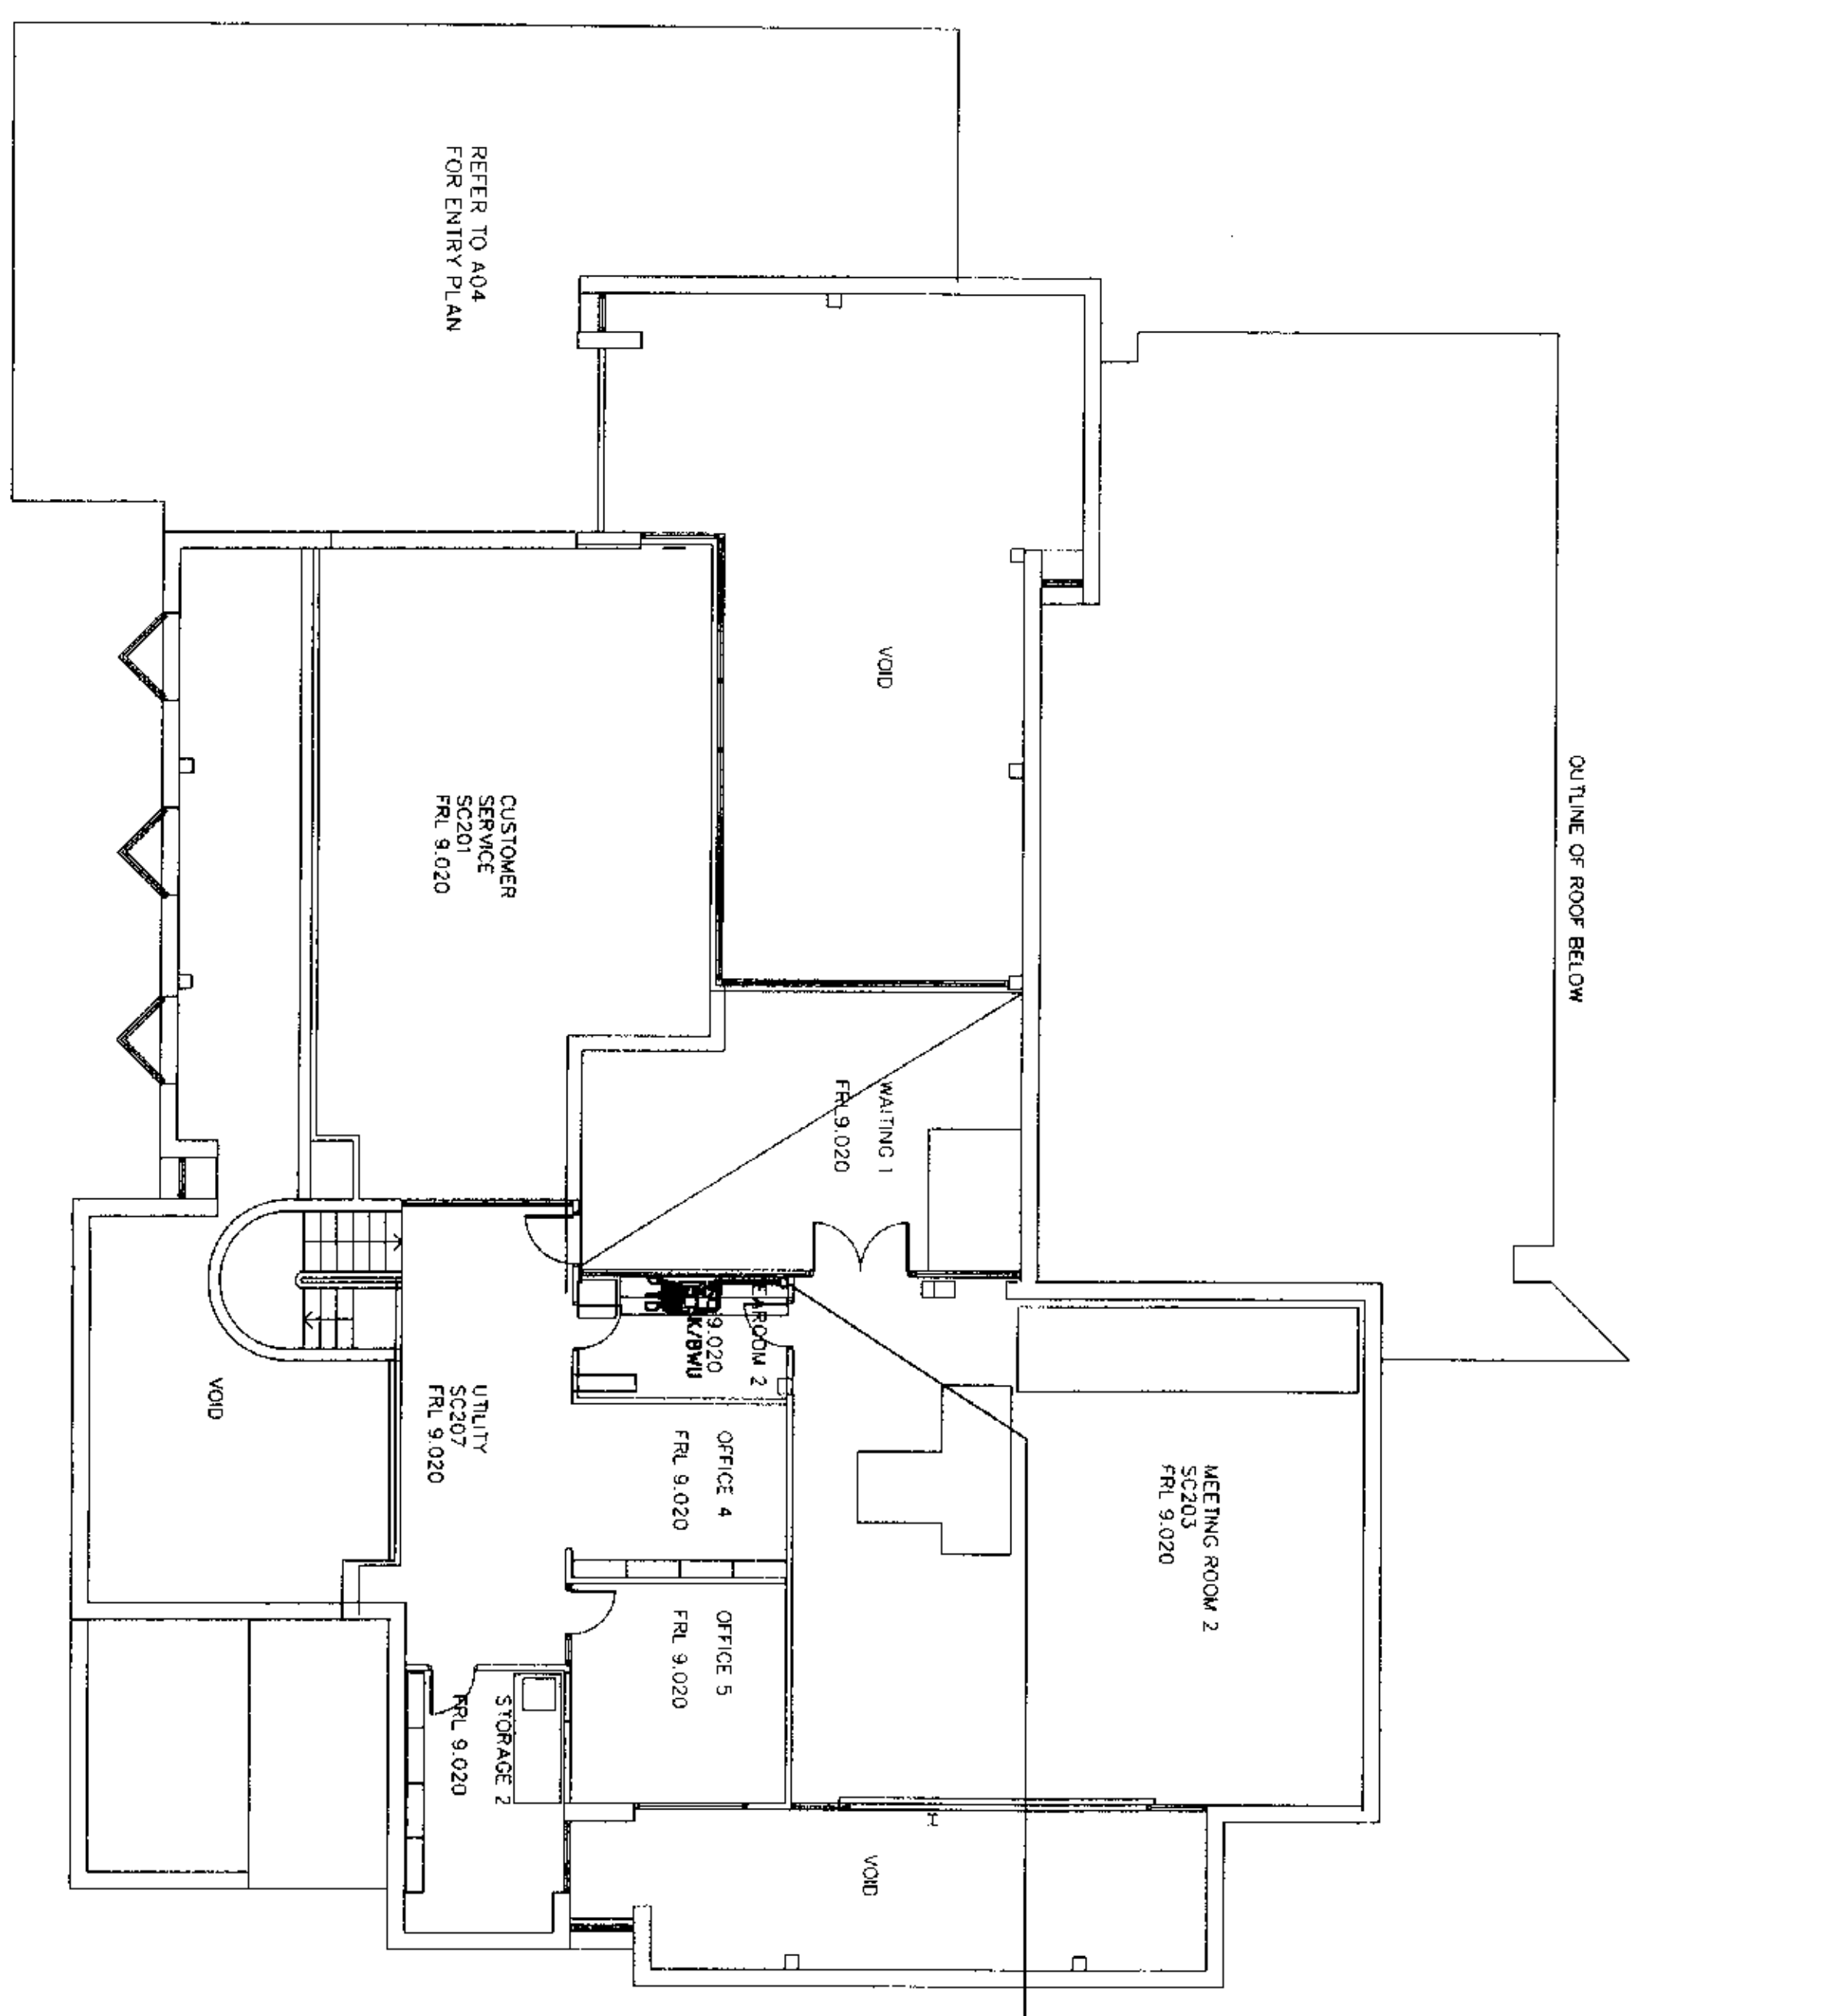 REFER TO A04
FOR ENTRY PLAN
VOID
OUTLINE OF ROOF BELOW
CUSTOMER
SERVICE
SC201
FRL 9.020
WAITING 1
FRL 9.020
ROOM 2
9.020
K/BWU
MEETING ROOM 2
SC203
FRL 9.020
OFFICE 4
FRL 9.020
UTILITY
SC207
FRL 9.020
VOID
OFFICE 5
FRL 9.020
STORAGE 2
FRL 9.020
VOID